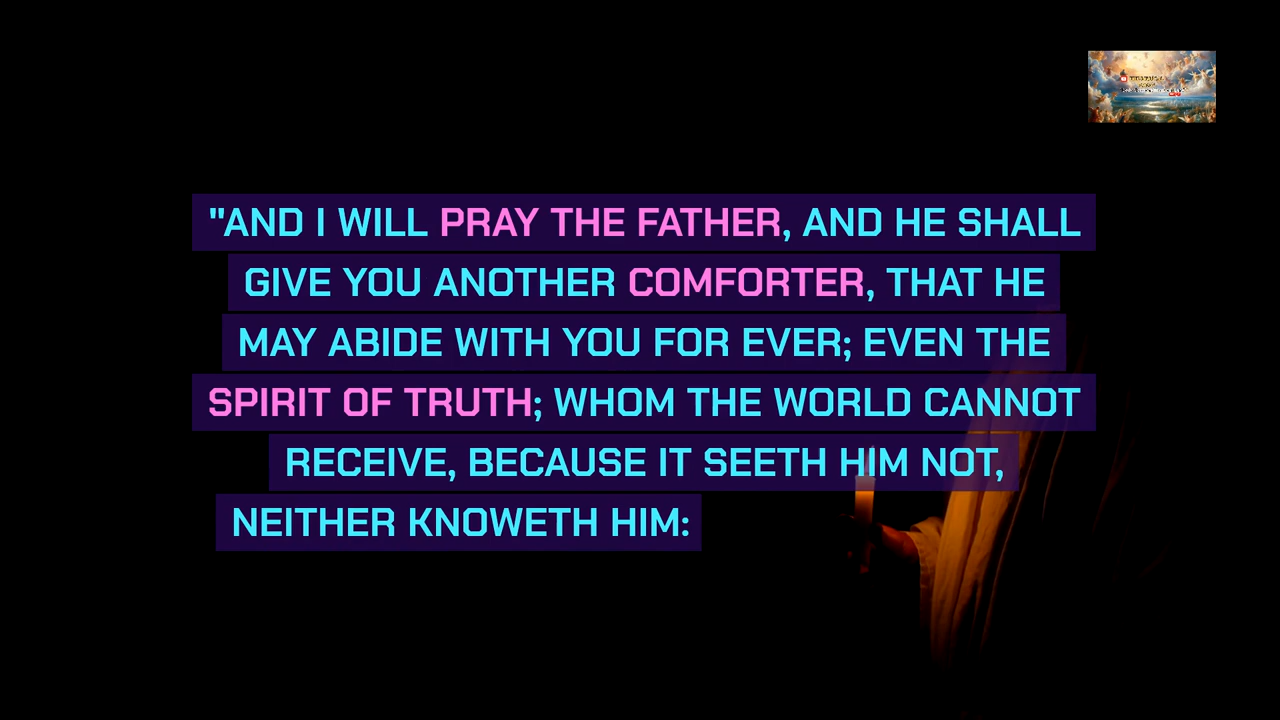 "AND I WILL PRAY THE FATHER, AND HE SHALL
GIVE YOU ANOTHER COMFORTER, THAT HE
MAY ABIDE WITH YOU FOR EVER; EVEN THE
SPIRIT OF TRUTH; WHOM THE WORLD CANNOT
RECEIVE, BECAUSE IT SEETH HIM NOT,
NEITHER KNOWETH HIM: